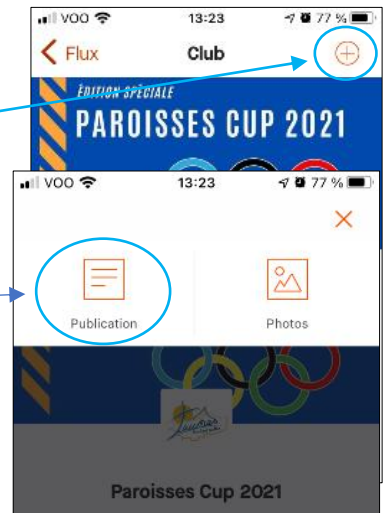 VOO 13:23 77 %
Flux Club
ÉDITION SPÉCIALE
PAROISSES CUP 2021
VOO 13:23 77 %
Publication Photos
Lourdes
Paroisses Cup 2021